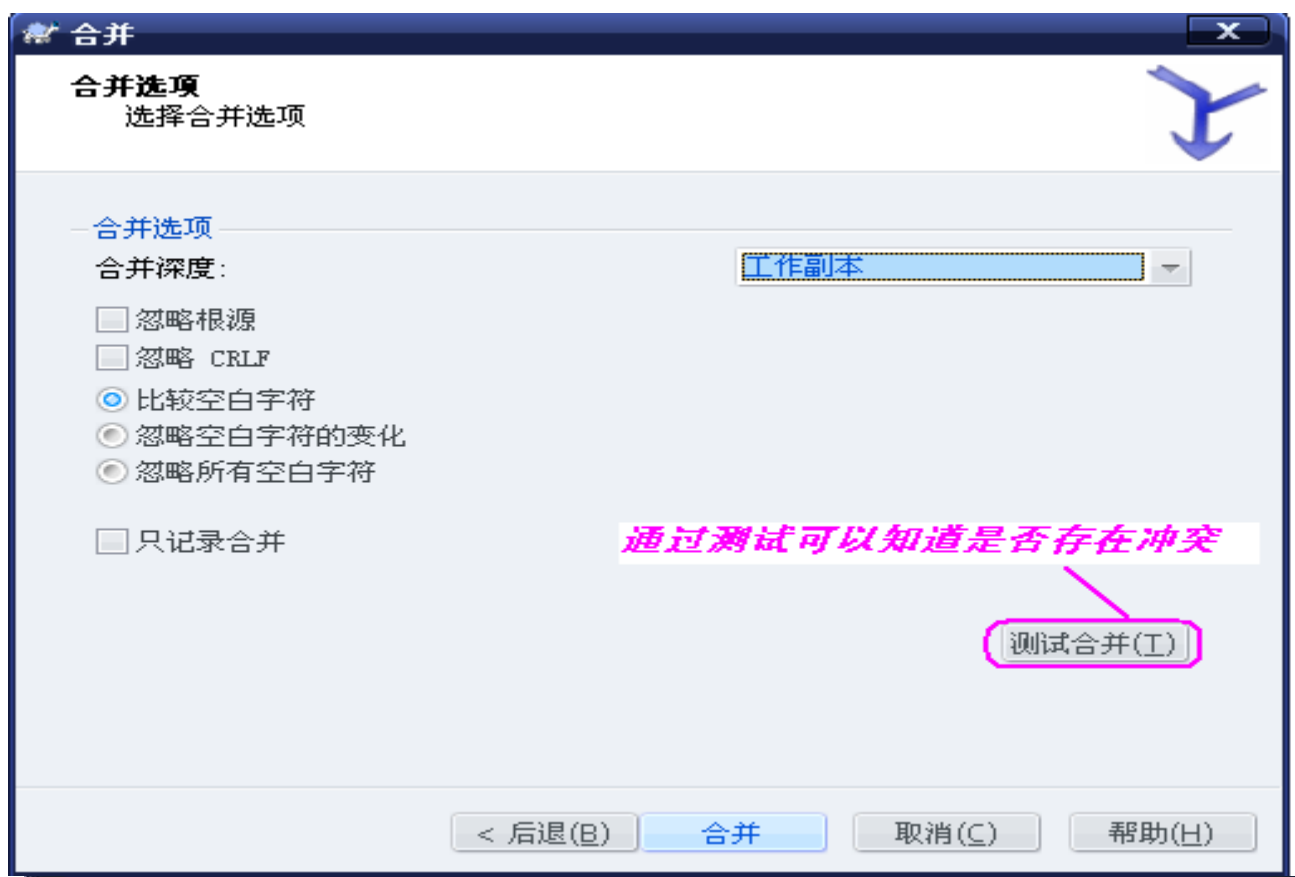 合并
合并选项
选择合并选项
合并选项
合并深度:
工作副本
忽略根源
忽略 CRLF
比较空白字符
忽略空白字符的变化
忽略所有空白字符
只记录合并
通过测试可以知道是否存在冲突
测试合并(T)
< 后退(B)
合并
取消(C)
帮助(H)